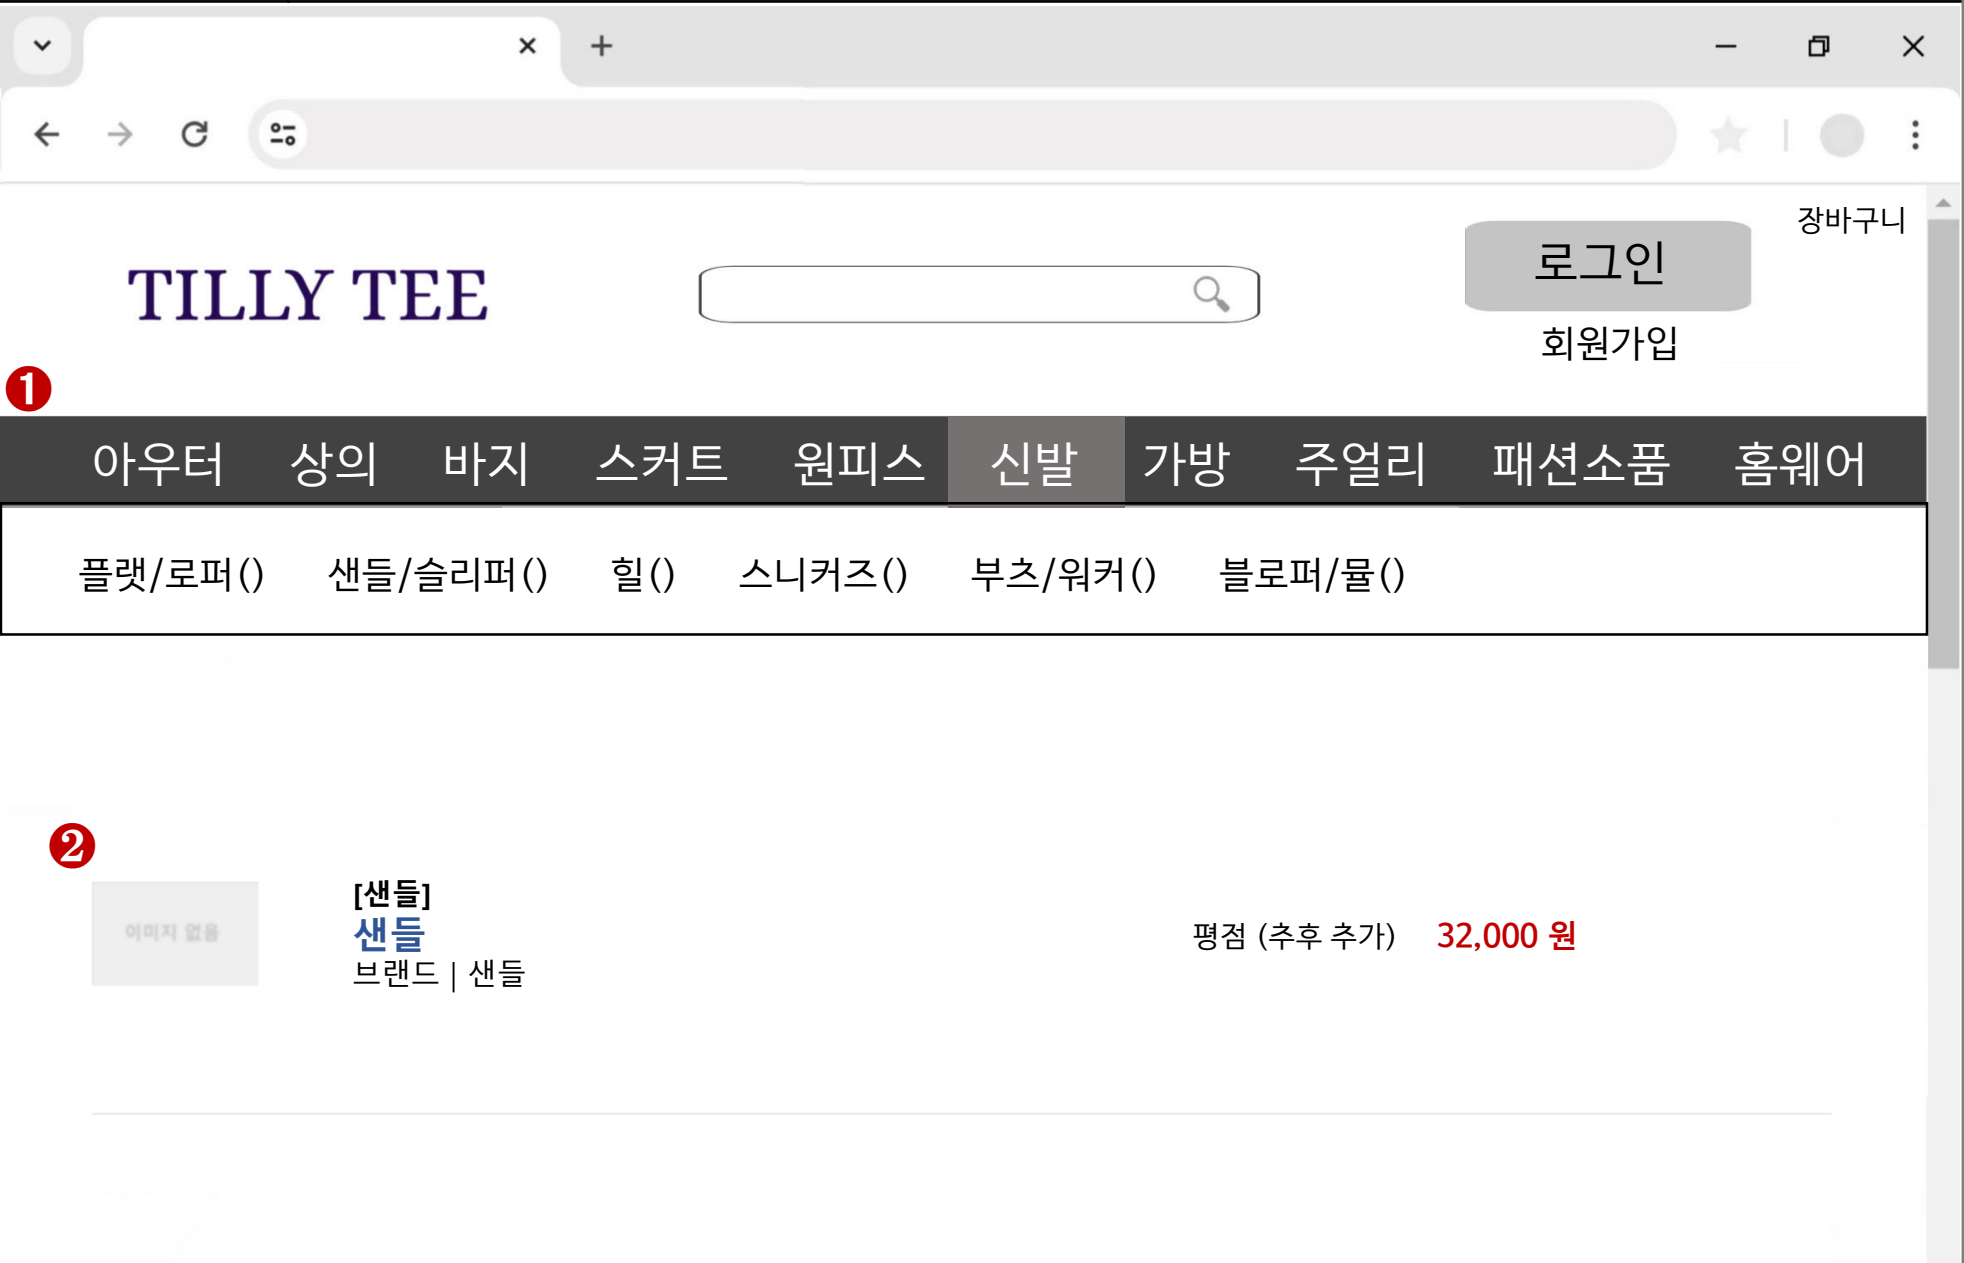 장바구니
TILLY TEE
로그인
회원가입
❶
아우터 상의 바지 스커트 원피스 신발 가방 주얼리 패션소품 홈웨어
플랫/로퍼() 샌들/슬리퍼() 힐() 스니커즈() 부츠/워커() 블로퍼/뮬()
❷
이미지 없음
[샌들]
샌들
브랜드 | 샌들
평점 (추후 추가) 32,000 원